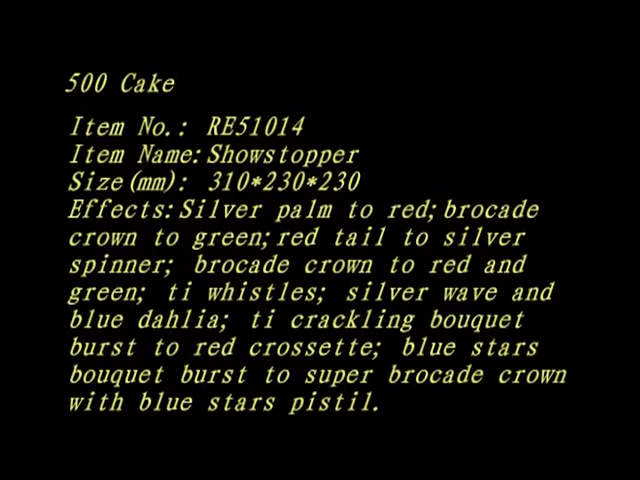 500 Cake
Item No.: RE51014
Item Name:Showstopper
Size(mm): 310*230*230
Effects:Silver palm to red;brocade
crown to green;red tail to silver
spinner; brocade crown to red and
green; ti whistles; silver wave and
blue dahlia; ti crackling bouquet
burst to red crossette; blue stars
bouquet burst to super brocade crown
with blue stars pistil.